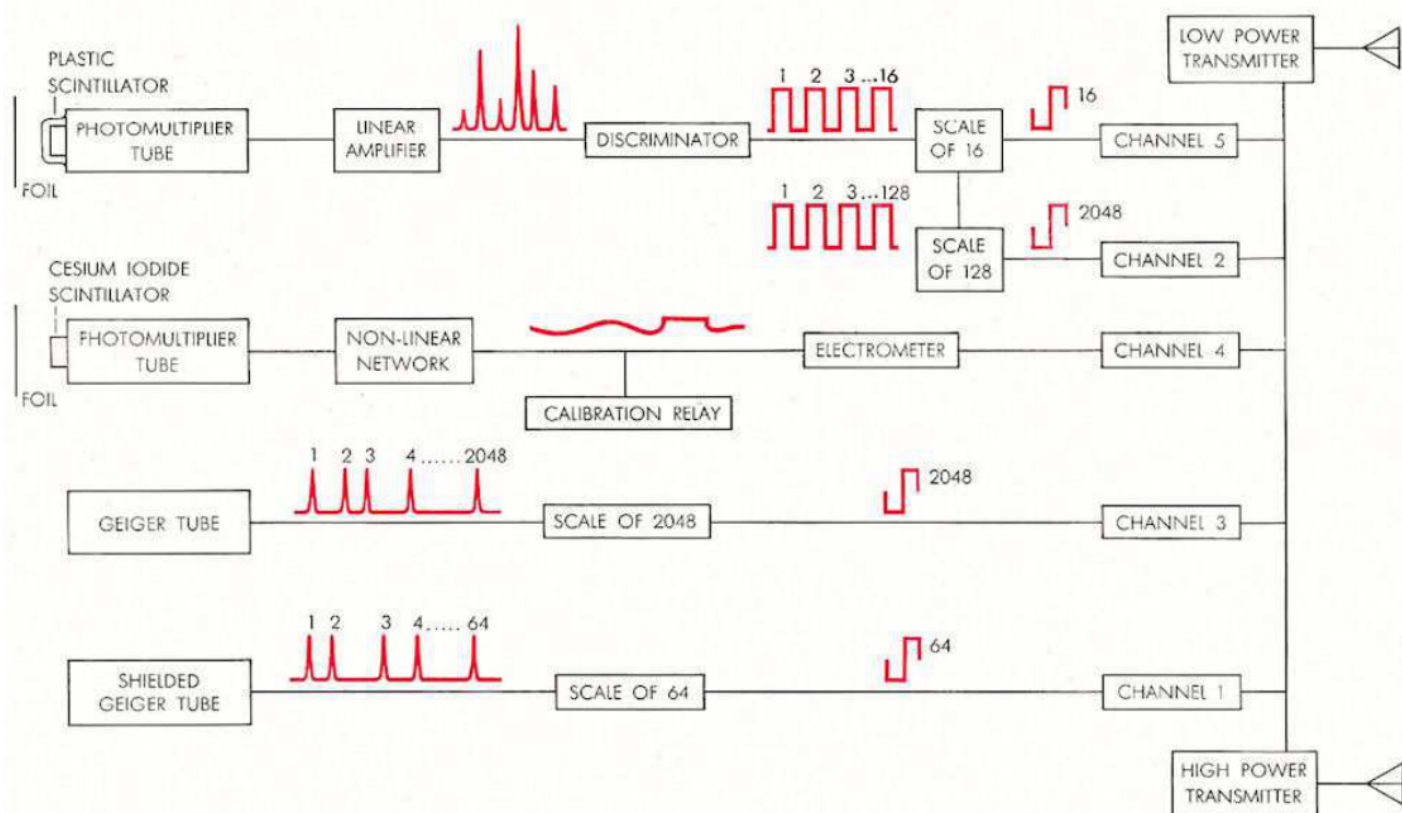 LOW POWER
TRANSMITTER
PLASTIC
SCINTILLATOR
PHOTOMULTIPLIER
TUBE
FOIL
LINEAR
AMPLIFIER
DISCRIMINATOR
1 2 3...16
SCALE
OF 16
16
CHANNEL 5
1 2 3...128
SCALE
OF 128
2048
CHANNEL 2
CESIUM IODIDE
SCINTILLATOR
PHOTOMULTIPLIER
TUBE
FOIL
NON-LINEAR
NETWORK
CALIBRATION RELAY
ELECTROMETER
CHANNEL 4
GEIGER TUBE
1 2 3 4......2048
SCALE OF 2048
2048
CHANNEL 3
SHIELDED
GEIGER TUBE
1 2 3 4..... 64
SCALE OF 64
64
CHANNEL 1
HIGH POWER
TRANSMITTER